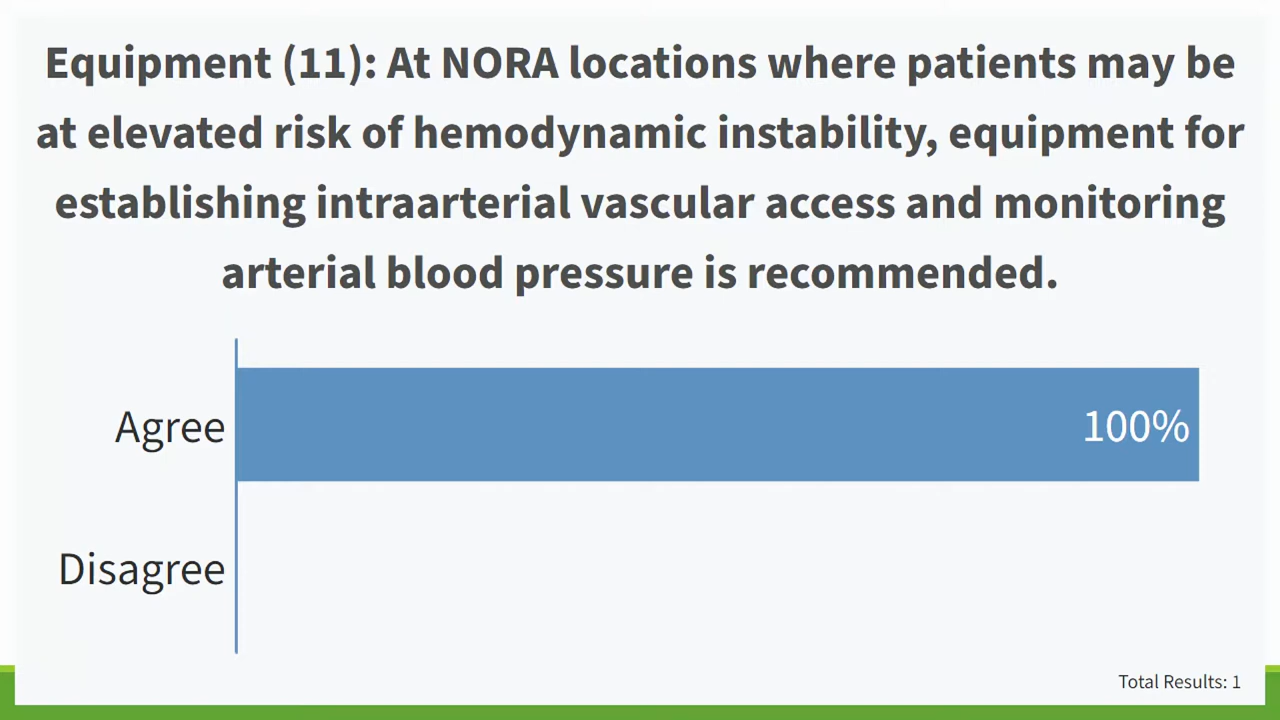 Equipment (11): At NORA locations where patients may be
at elevated risk of hemodynamic instability, equipment for
establishing intraarterial vascular access and monitoring
arterial blood pressure is recommended.
Agree
100%
Disagree
Total Results: 1